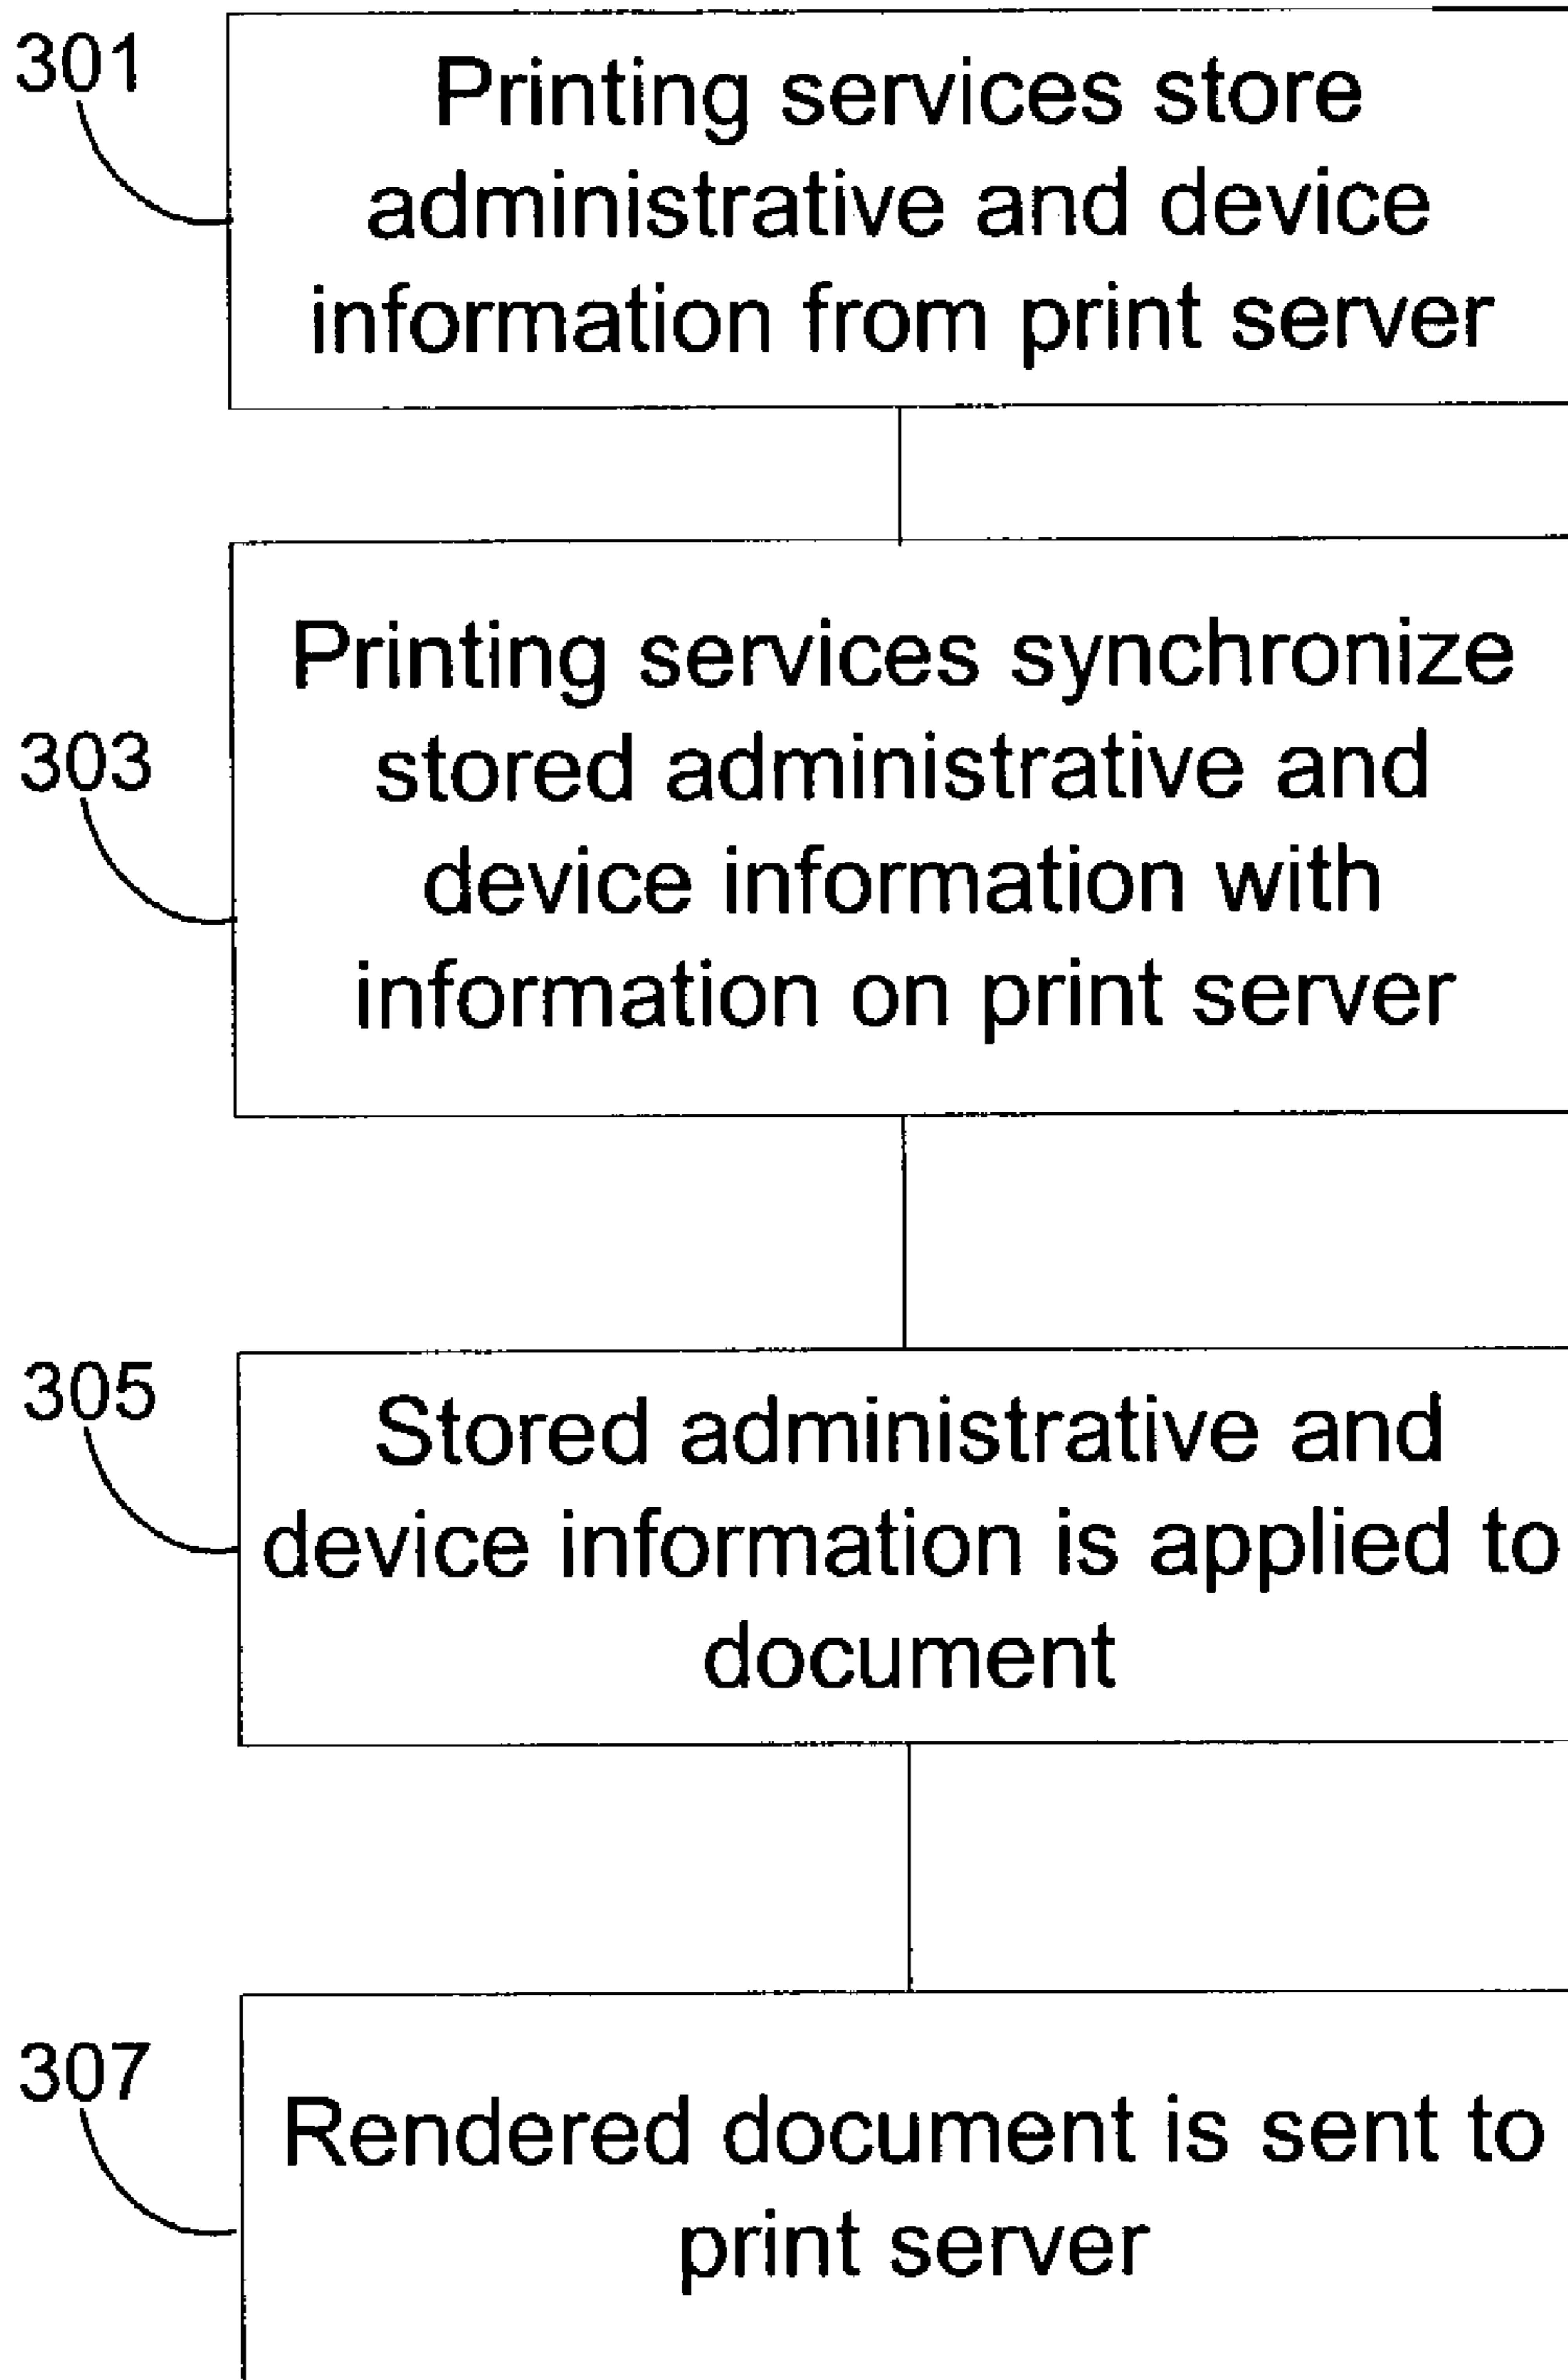 301
Printing services store
administrative and device
information from print server
303
Printing services synchronize
stored administrative and
device information with
information on print server
305
Stored administrative and
device information is applied to
document
307
Rendered document is sent to
print server